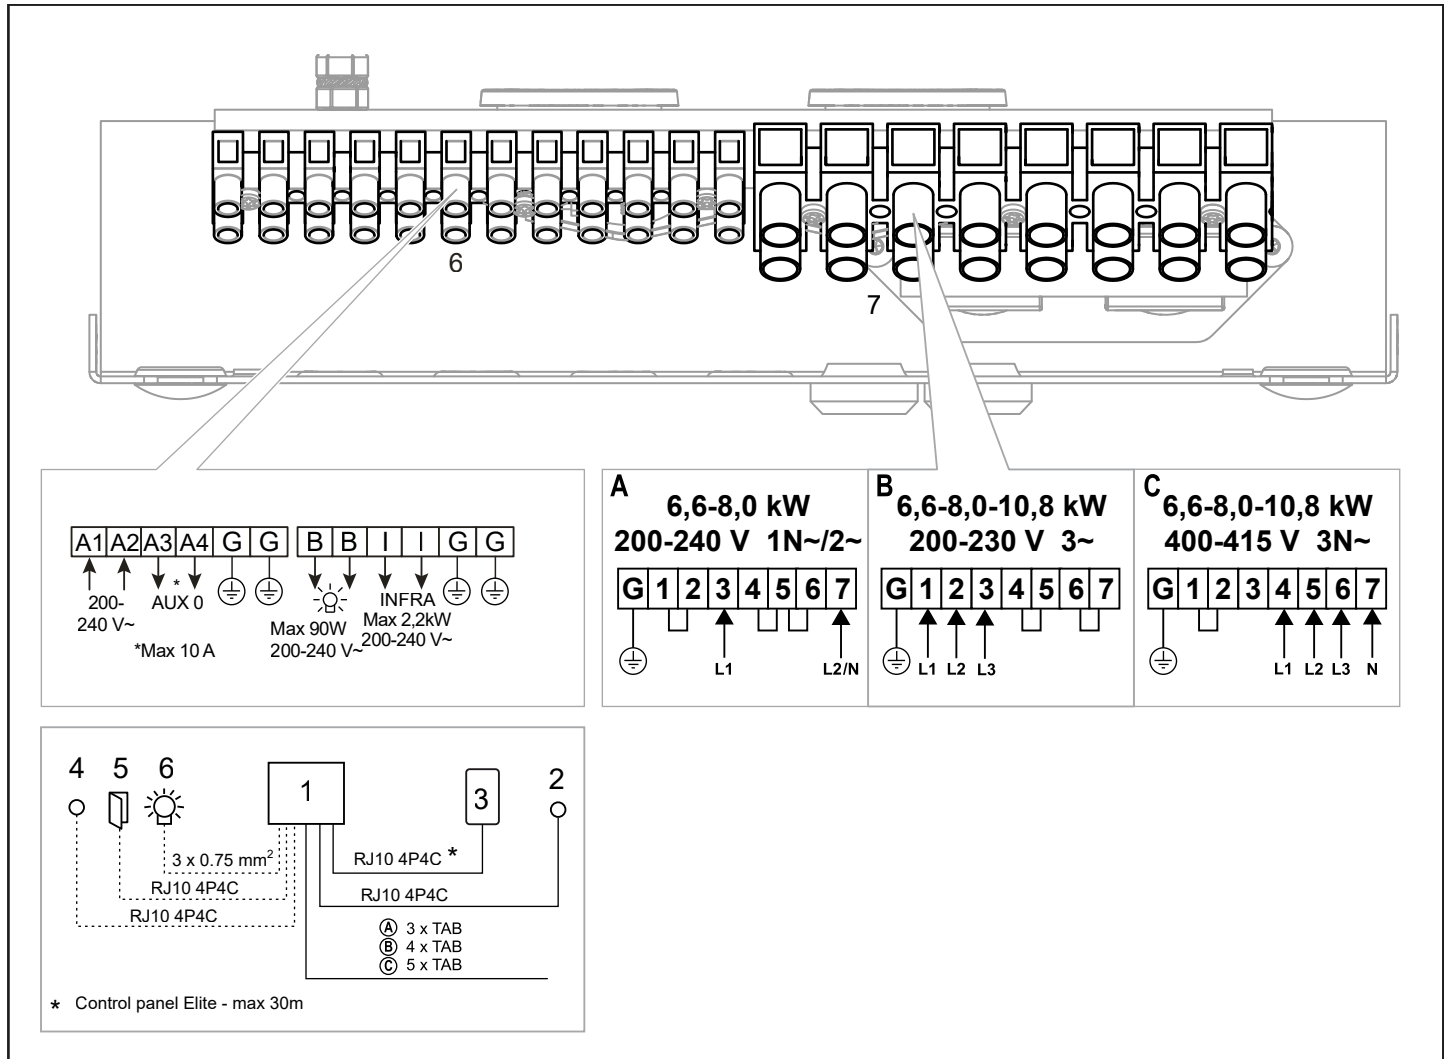 6
7
A1 A2 A3 A4 G G B B I I G G
200-
240 V~
*
AUX 0
*Max 10 A
Max 90W
200-240 V~
INFRA
Max 2,2kW
200-240 V~
A
6,6-8,0 kW
200-240 V 1N~/2~
G 1 2 3 4 5 6 7
L1 L2/N
B
6,6-8,0-10,8 kW
200-230 V 3~
G 1 2 3 4 5 6 7
L1 L2 L3
C
6,6-8,0-10,8 kW
400-415 V 3N~
G 1 2 3 4 5 6 7
L1 L2 L3 N
4 5 6
1
3
2
3 x 0.75 mm²
RJ10 4P4C
RJ10 4P4C
RJ10 4P4C *
RJ10 4P4C
A 3 x TAB
B 4 x TAB
C 5 x TAB
* Control panel Elite - max 30m